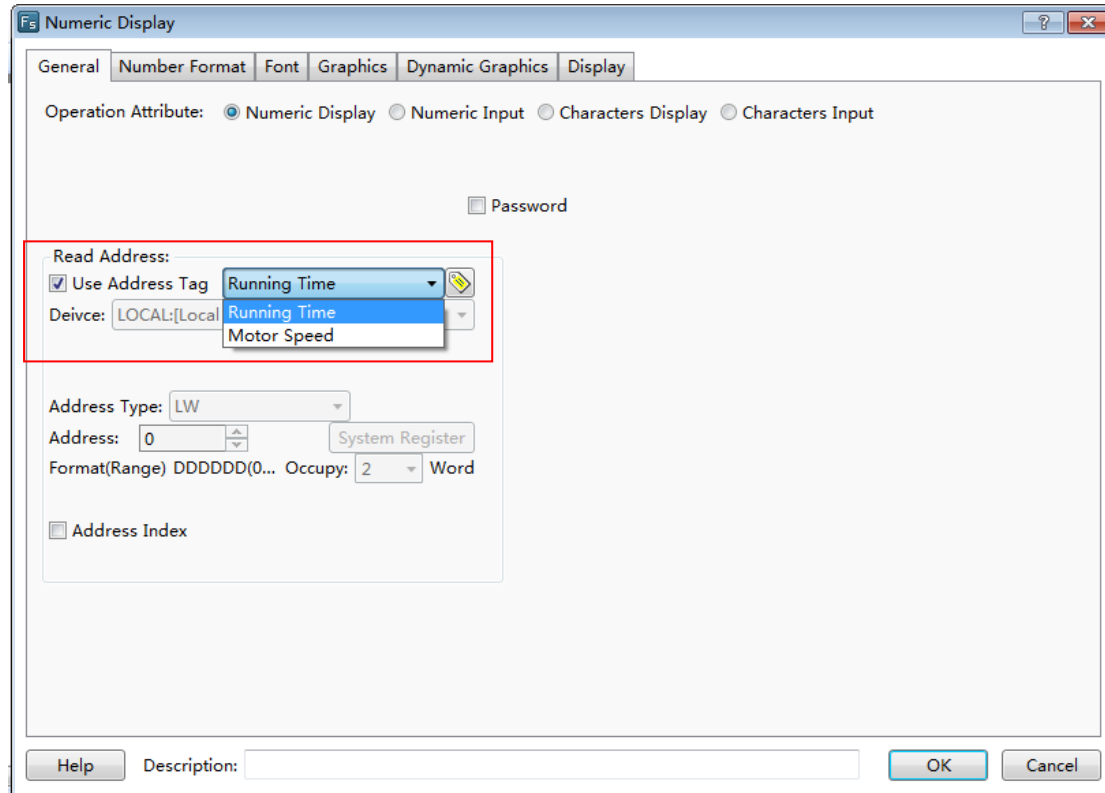 Fs Numeric Display
General Number Format Font Graphics Dynamic Graphics Display
Operation Attribute: Numeric Display Numeric Input Characters Display Characters Input
Password
Read Address:
Use Address Tag Running Time
Deivce: LOCAL:[Local Running Time
Motor Speed
Address Type: LW
Address: 0 System Register
Format(Range) DDDDDD(0... Occupy: 2 Word
Address Index
Help Description: OK Cancel